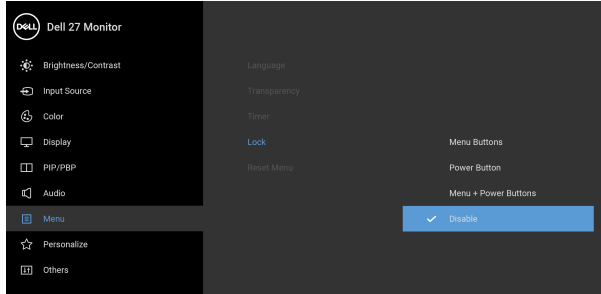 DELL
Dell 27 Monitor
Brightness/Contrast
Input Source
Color
Display
PIP/PBP
Audio
Menu
Personalize
Others
Language
Transparency
Timer
Lock
Reset Menu
Menu Buttons
Power Button
Menu + Power Buttons
Disable